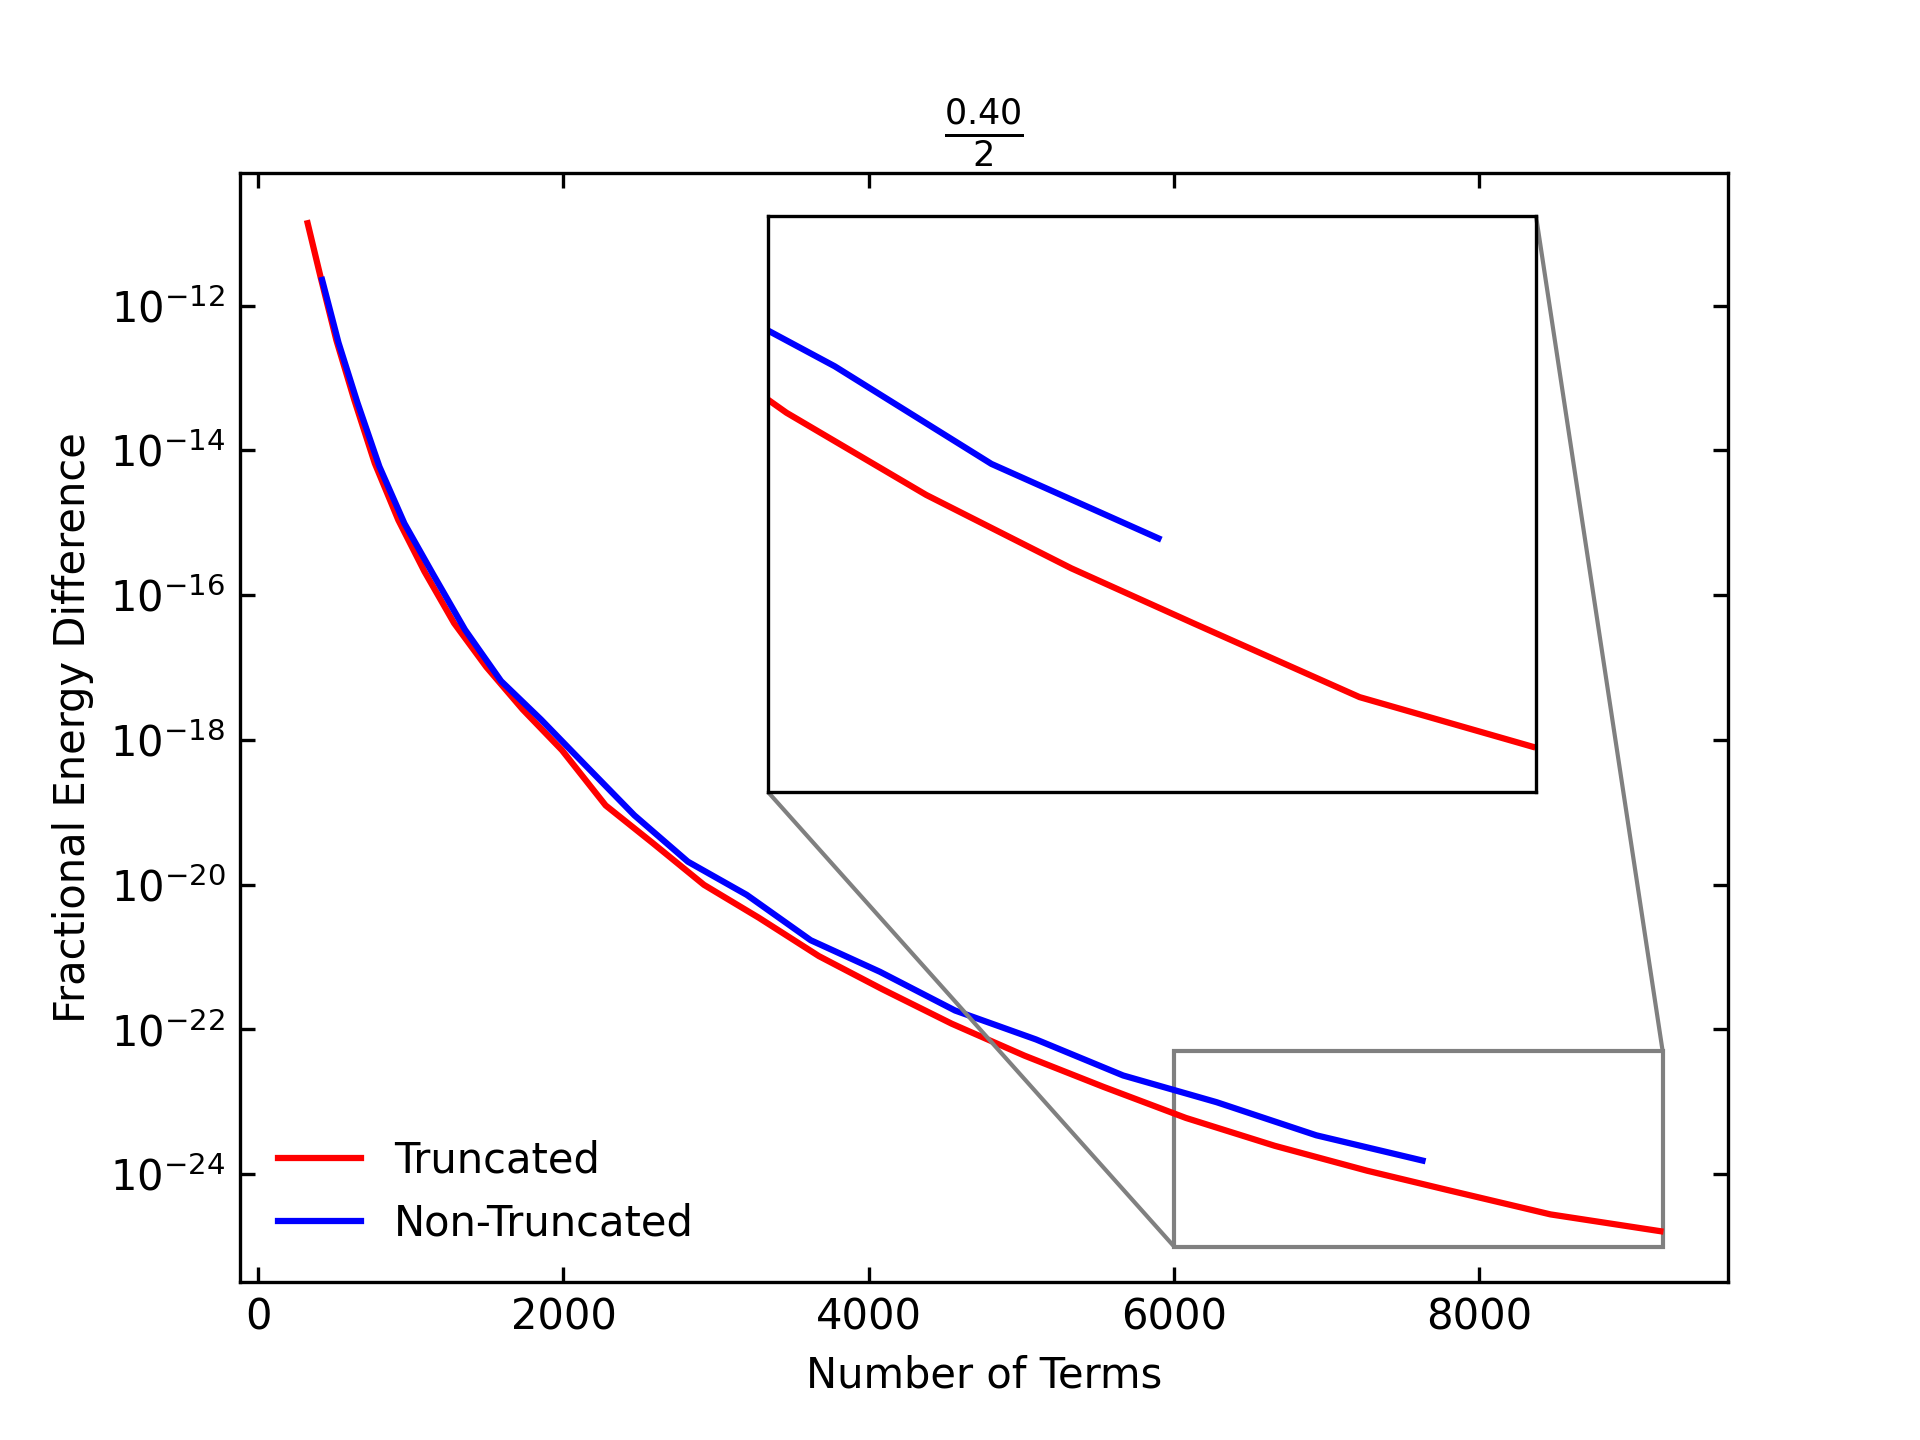 0.40
2
10⁻¹²
10⁻¹⁴
10⁻¹⁶
10⁻¹⁸
10⁻²⁰
10⁻²²
10⁻²⁴
Fractional Energy Difference
Truncated
Non-Truncated
0 2000 4000 6000 8000
Number of Terms